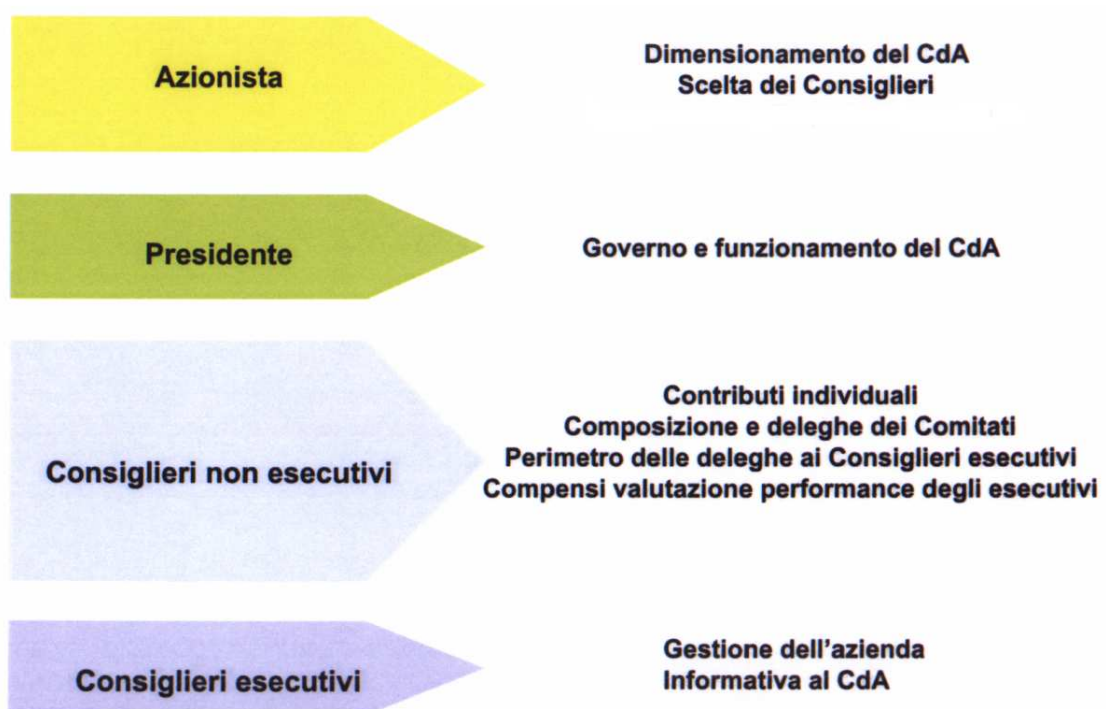 Azionista
Dimensionamento del CdA
Scelta dei Consiglieri
Presidente
Governo e funzionamento del CdA
Consiglieri non esecutivi
Contributi individuali
Composizione e deleghe dei Comitati
Perimetro delle deleghe ai Consiglieri esecutivi
Compensi valutazione performance degli esecutivi
Consiglieri esecutivi
Gestione dell'azienda
Informativa al CdA